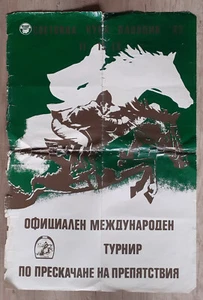 ОФИЦИАЛЕН МЕЖДУНАРОДЕН
ТУРНИР
ПО ПРЕСКАЧАНЕ НА ПРЕПЯТСТВИЯ